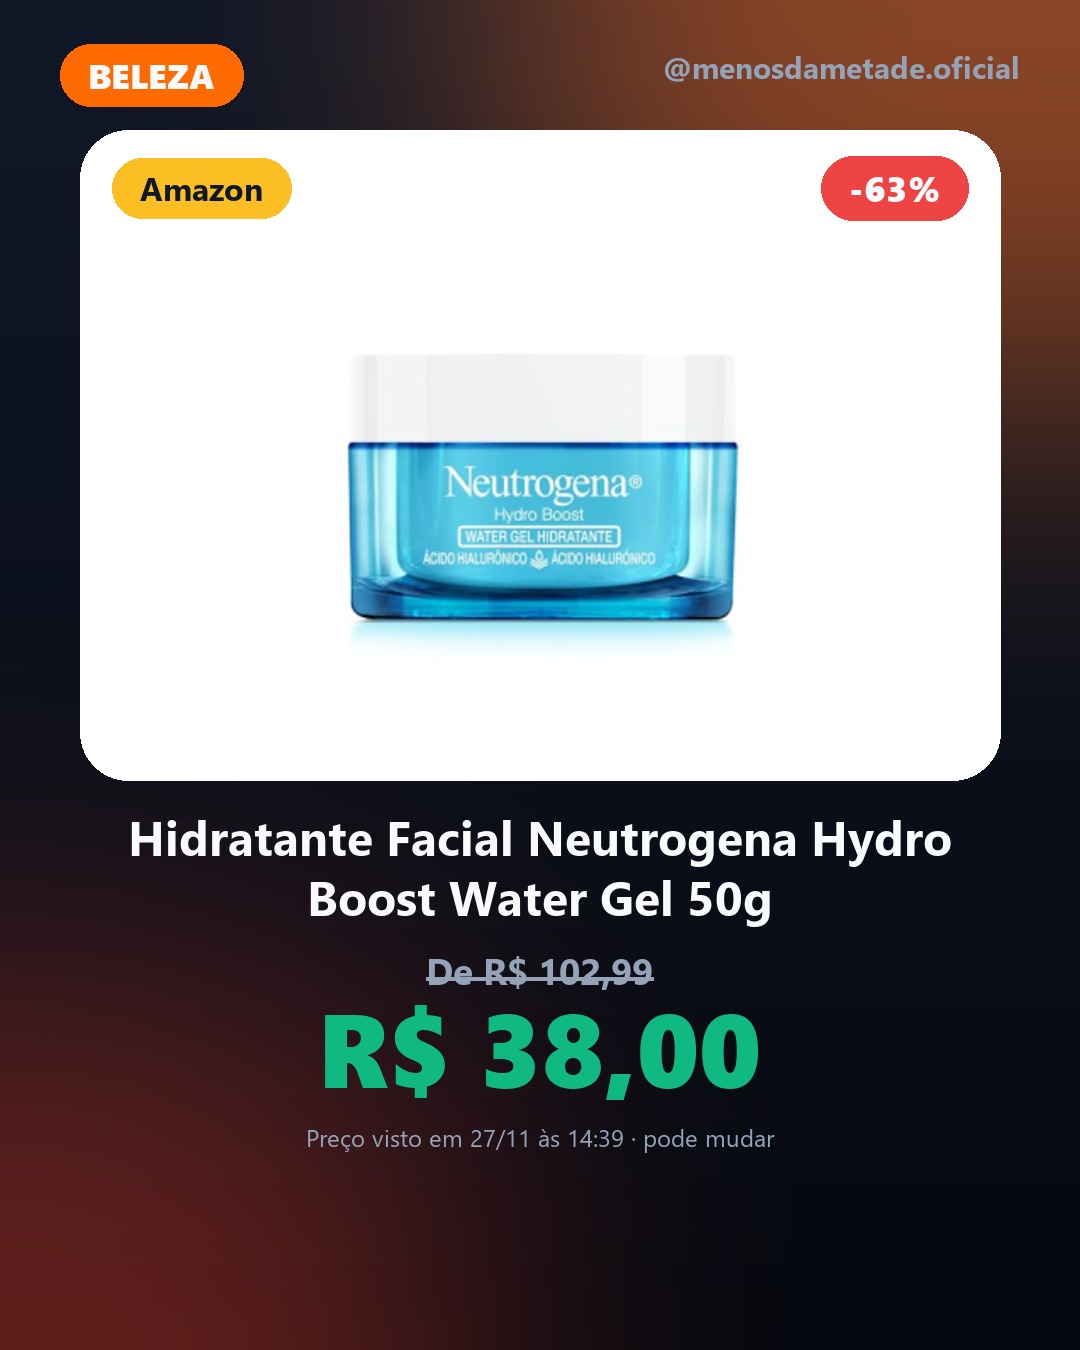 BELEZA
@menosdametade.oficial
Amazon
-63%
Neutrogena®
Hydro Boost
WATER GEL HIDRATANTE
ÁCIDO HIALURÔNICO ÁCIDO HIALURÓNICO
Hidratante Facial Neutrogena Hydro
Boost Water Gel 50g
De R$ 102,99
R$ 38,00
Preço visto em 27/11 às 14:39 · pode mudar